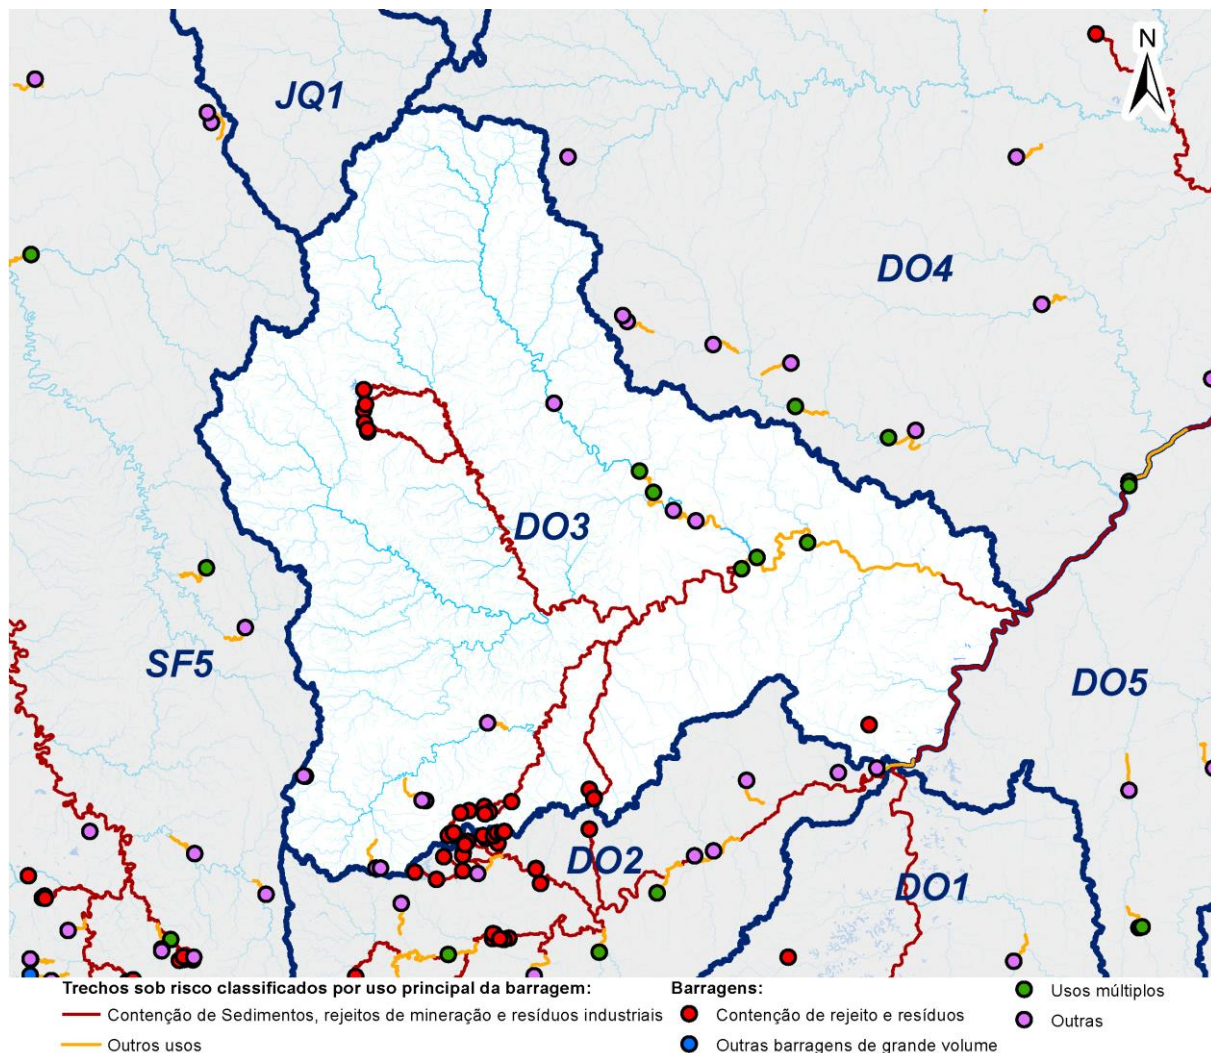 N
JQ1
DO4
DO3
SF5
DO5
DO2
DO1
Trechos sob risco classificados por uso principal da barragem:
Contenção de Sedimentos, rejeitos de mineração e resíduos industriais
Outros usos
Barragens:
Contenção de rejeito e resíduos
Outras barragens de grande volume
Usos múltiplos
Outras